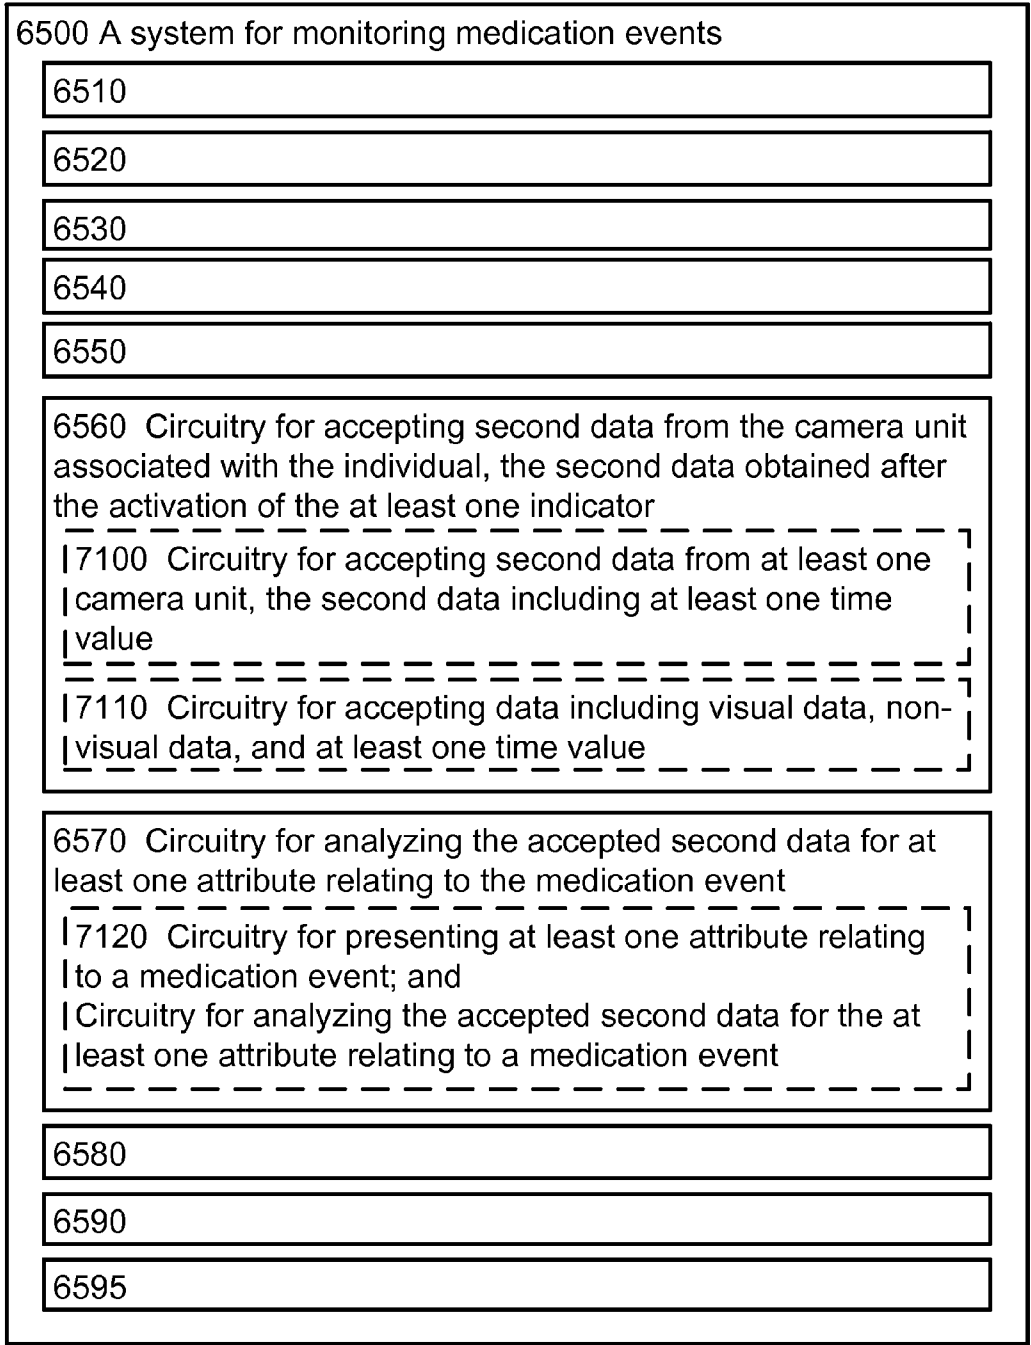 6500 A system for monitoring medication events
6510
6520
6530
6540
6550
6560 Circuitry for accepting second data from the camera unit
associated with the individual, the second data obtained after
the activation of the at least one indicator
7100 Circuitry for accepting second data from at least one
camera unit, the second data including at least one time
value
7110 Circuitry for accepting data including visual data, non-
visual data, and at least one time value
6570 Circuitry for analyzing the accepted second data for at
least one attribute relating to the medication event
7120 Circuitry for presenting at least one attribute relating
to a medication event; and
Circuitry for analyzing the accepted second data for the at
least one attribute relating to a medication event
6580
6590
6595